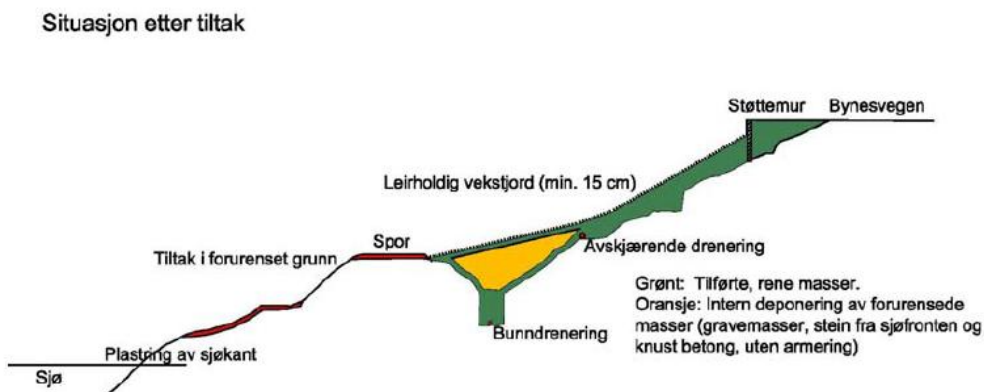 Situasjon etter tiltak
Støttemur Bynesvegen
Leirholdig vekstjord (min. 15 cm)
Spor
Avskjærende drenering
Tiltak i forurenset grunn
Grønt: Tilførte, rene masser.
Oransje: Intern deponering av forurensede
masser (gravemasser, stein fra sjøfronten og
knust betong, uten armering)
Bunndrenering
Plastring av sjøkant
Sjø